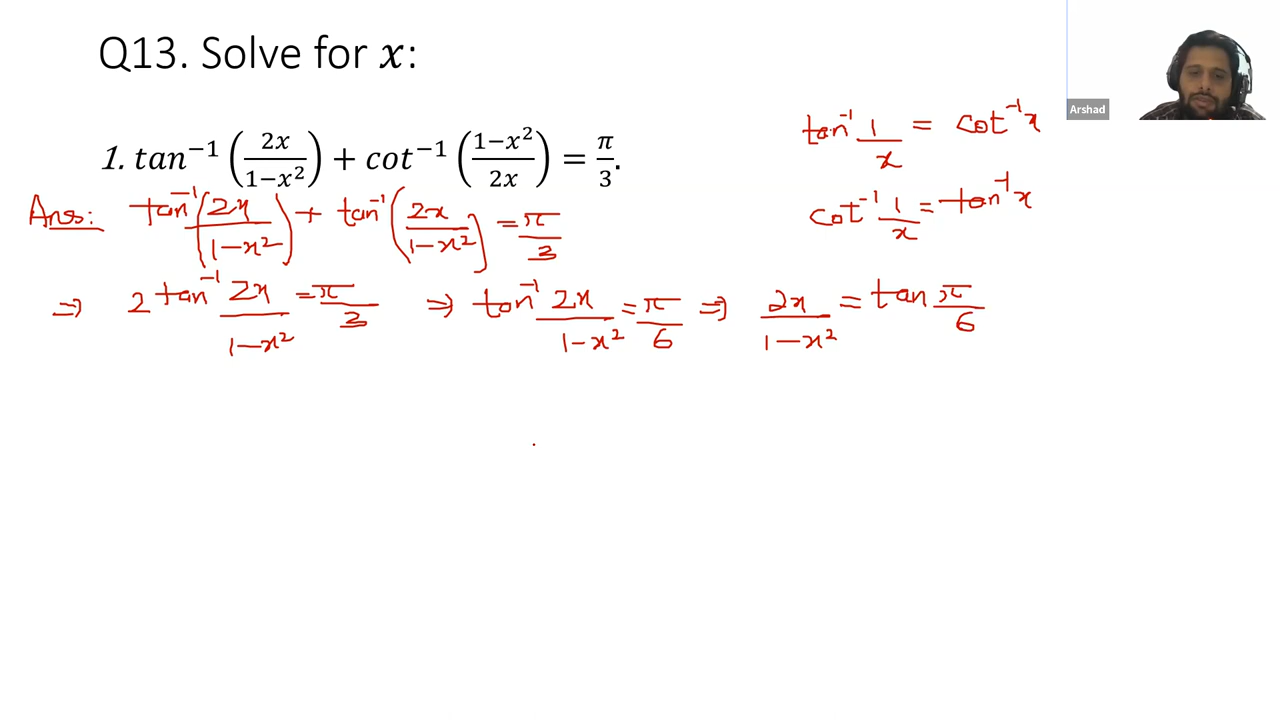 Q13. Solve for 𝑥:
Arshad
1. tan⁻¹ (2x/(1−x²)) + cot⁻¹ ((1−x²)/2x) = π/3.
tan⁻¹ 1/x = cot⁻¹ x
cot⁻¹ 1/x = tan⁻¹ x
Ans: tan⁻¹ (2x/(1−x²)) + tan⁻¹ (2x/(1−x²)) = π/3
⇒ 2 tan⁻¹ 2x/(1−x²) = π/3 ⇒ tan⁻¹ 2x/(1−x²) = π/6 ⇒ 2x/(1−x²) = tan π/6